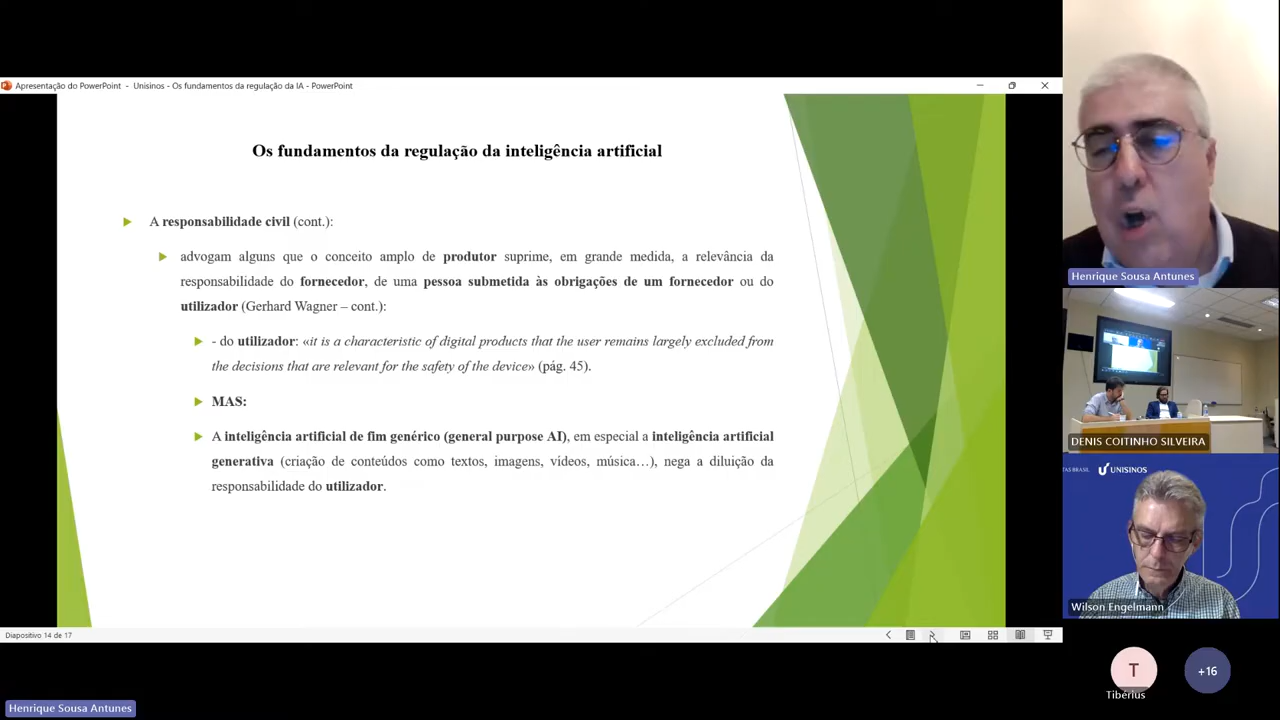 Apresentação do PowerPoint - Unisinos - Os fundamentos da regulação da IA - PowerPoint
Os fundamentos da regulação da inteligência artificial
A responsabilidade civil (cont.):
advogam alguns que o conceito amplo de produtor suprime, em grande medida, a relevância da
responsabilidade do fornecedor, de uma pessoa submetida às obrigações de um fornecedor ou do
utilizador (Gerhard Wagner – cont.):
- do utilizador: «it is a characteristic of digital products that the user remains largely excluded from
the decisions that are relevant for the safety of the device» (pág. 45).
MAS:
A inteligência artificial de fim genérico (general purpose AI), em especial a inteligência artificial
generativa (criação de conteúdos como textos, imagens, vídeos, música…), nega a diluição da
responsabilidade do utilizador.
Diapositivo 14 de 17
Henrique Sousa Antunes
Henrique Sousa Antunes
DENIS COITINHO SILVEIRA
TAS BRASIL
UNISINOS
Wilson Engelmann
T
Tibérius
+16